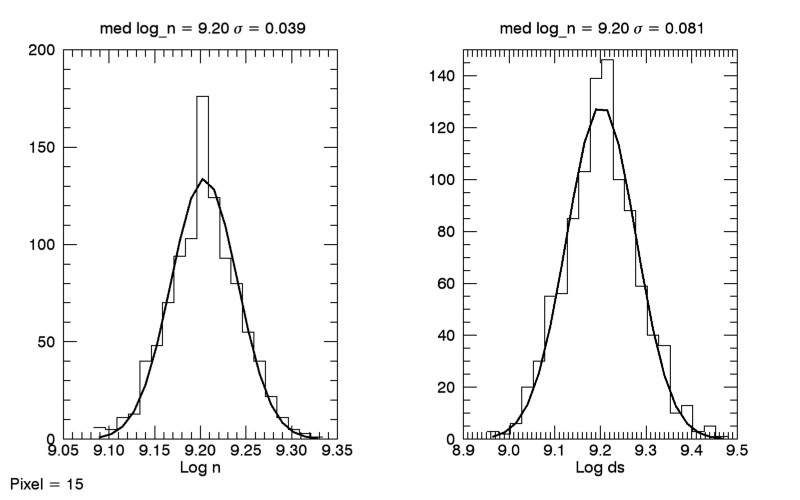 med log_n = 9.20 σ = 0.039
med log_n = 9.20 σ = 0.081
200
150
100
50
0
9.05 9.10 9.15 9.20 9.25 9.30 9.35
Log n
140
120
100
80
60
40
20
0
8.9 9.0 9.1 9.2 9.3 9.4 9.5
Log ds
Pixel = 15